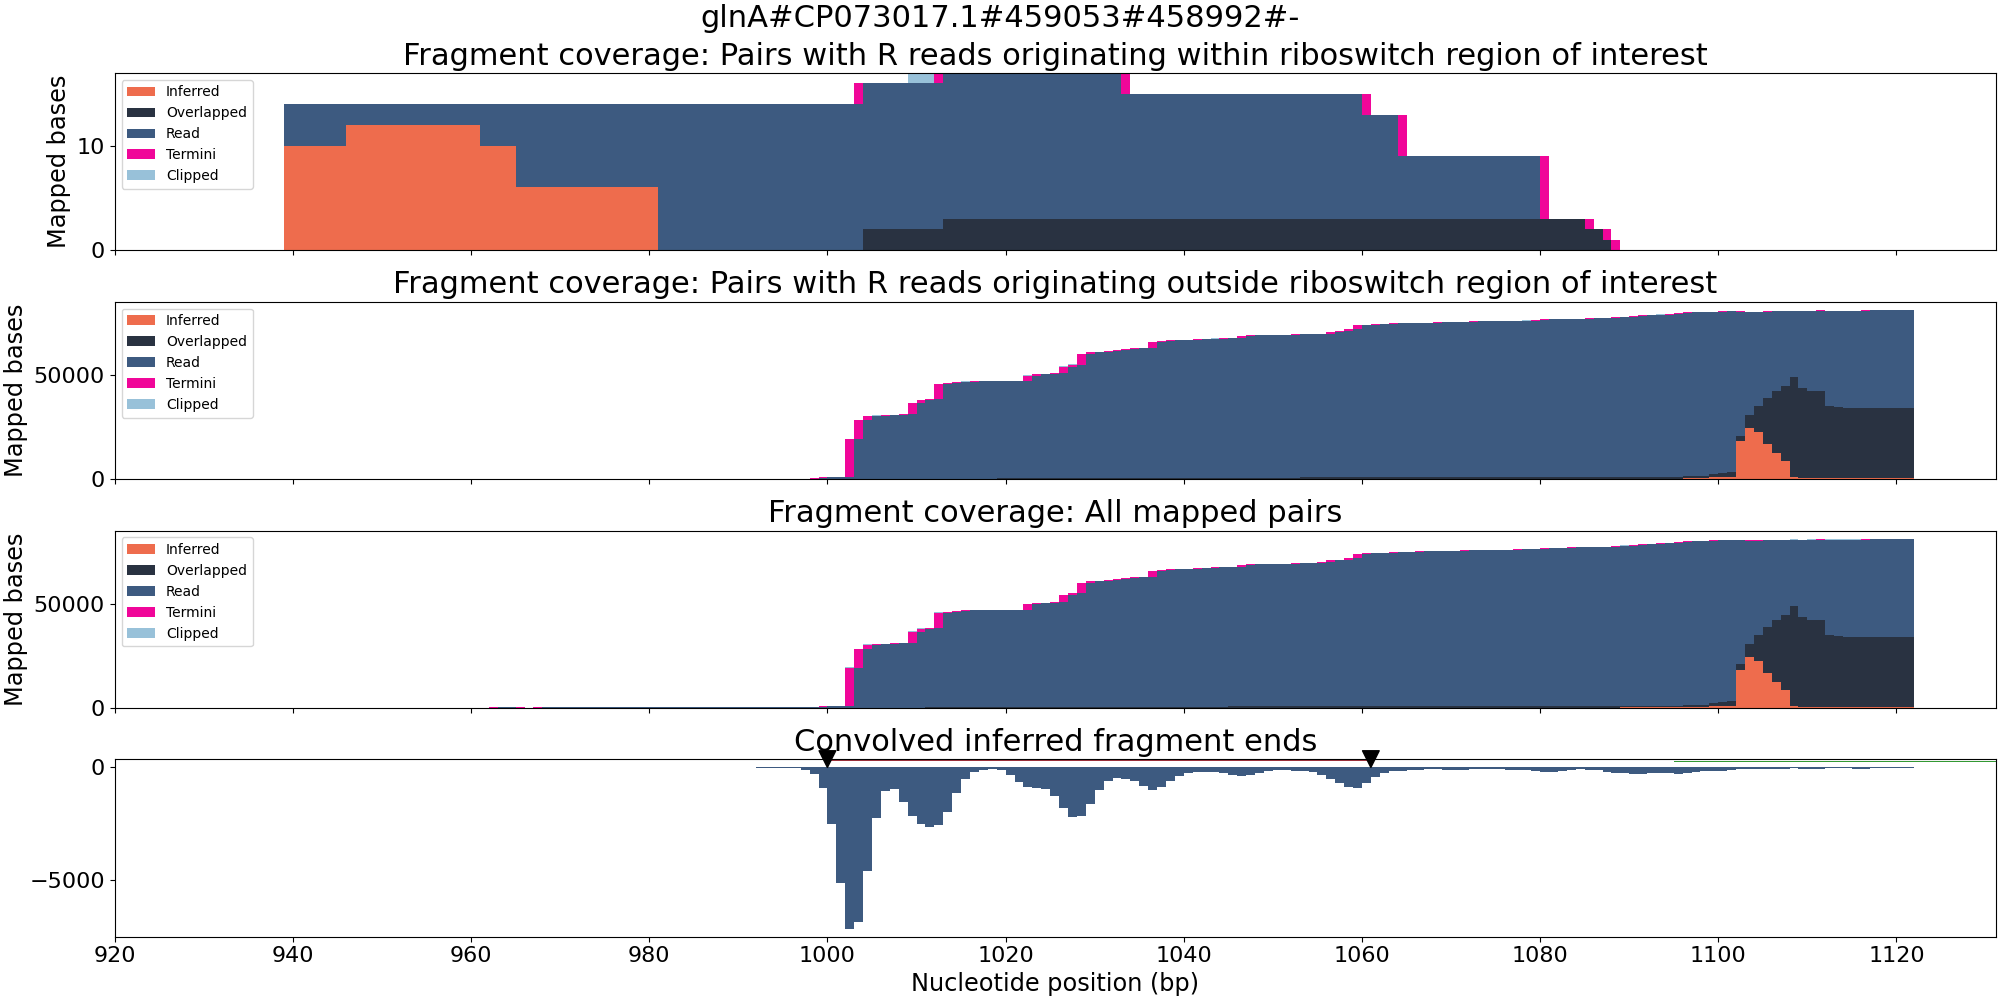 glnA#CP073017.1#459053#458992#-
Fragment coverage: Pairs with R reads originating within riboswitch region of interest
Mapped bases
10
0
Inferred
Overlapped
Read
Termini
Clipped
Fragment coverage: Pairs with R reads originating outside riboswitch region of interest
Mapped bases
50000
0
Inferred
Overlapped
Read
Termini
Clipped
Fragment coverage: All mapped pairs
Mapped bases
50000
0
Inferred
Overlapped
Read
Termini
Clipped
Convolved inferred fragment ends
0
−5000
920 940 960 980 1000 1020 1040 1060 1080 1100 1120
Nucleotide position (bp)